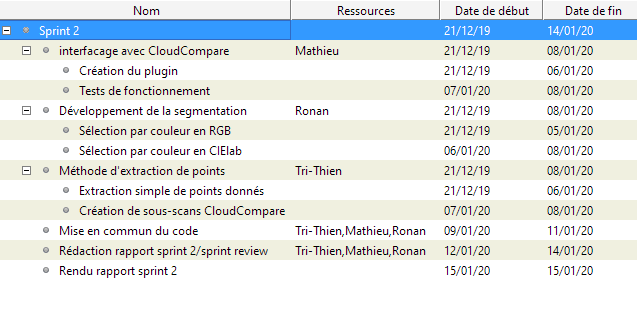 Nom Ressources Date de début Date de fin
Sprint 2 21/12/19 14/01/20
interfacage avec CloudCompare Mathieu 21/12/19 08/01/20
Création du plugin 21/12/19 06/01/20
Tests de fonctionnement 07/01/20 08/01/20
Développement de la segmentation Ronan 21/12/19 08/01/20
Sélection par couleur en RGB 21/12/19 05/01/20
Sélection par couleur en CIElab 06/01/20 08/01/20
Méthode d'extraction de points Tri-Thien 21/12/19 08/01/20
Extraction simple de points donnés 21/12/19 06/01/20
Création de sous-scans CloudCompare 07/01/20 08/01/20
Mise en commun du code Tri-Thien,Mathieu,Ronan 09/01/20 11/01/20
Rédaction rapport sprint 2/sprint review Tri-Thien,Mathieu,Ronan 12/01/20 14/01/20
Rendu rapport sprint 2 15/01/20 15/01/20